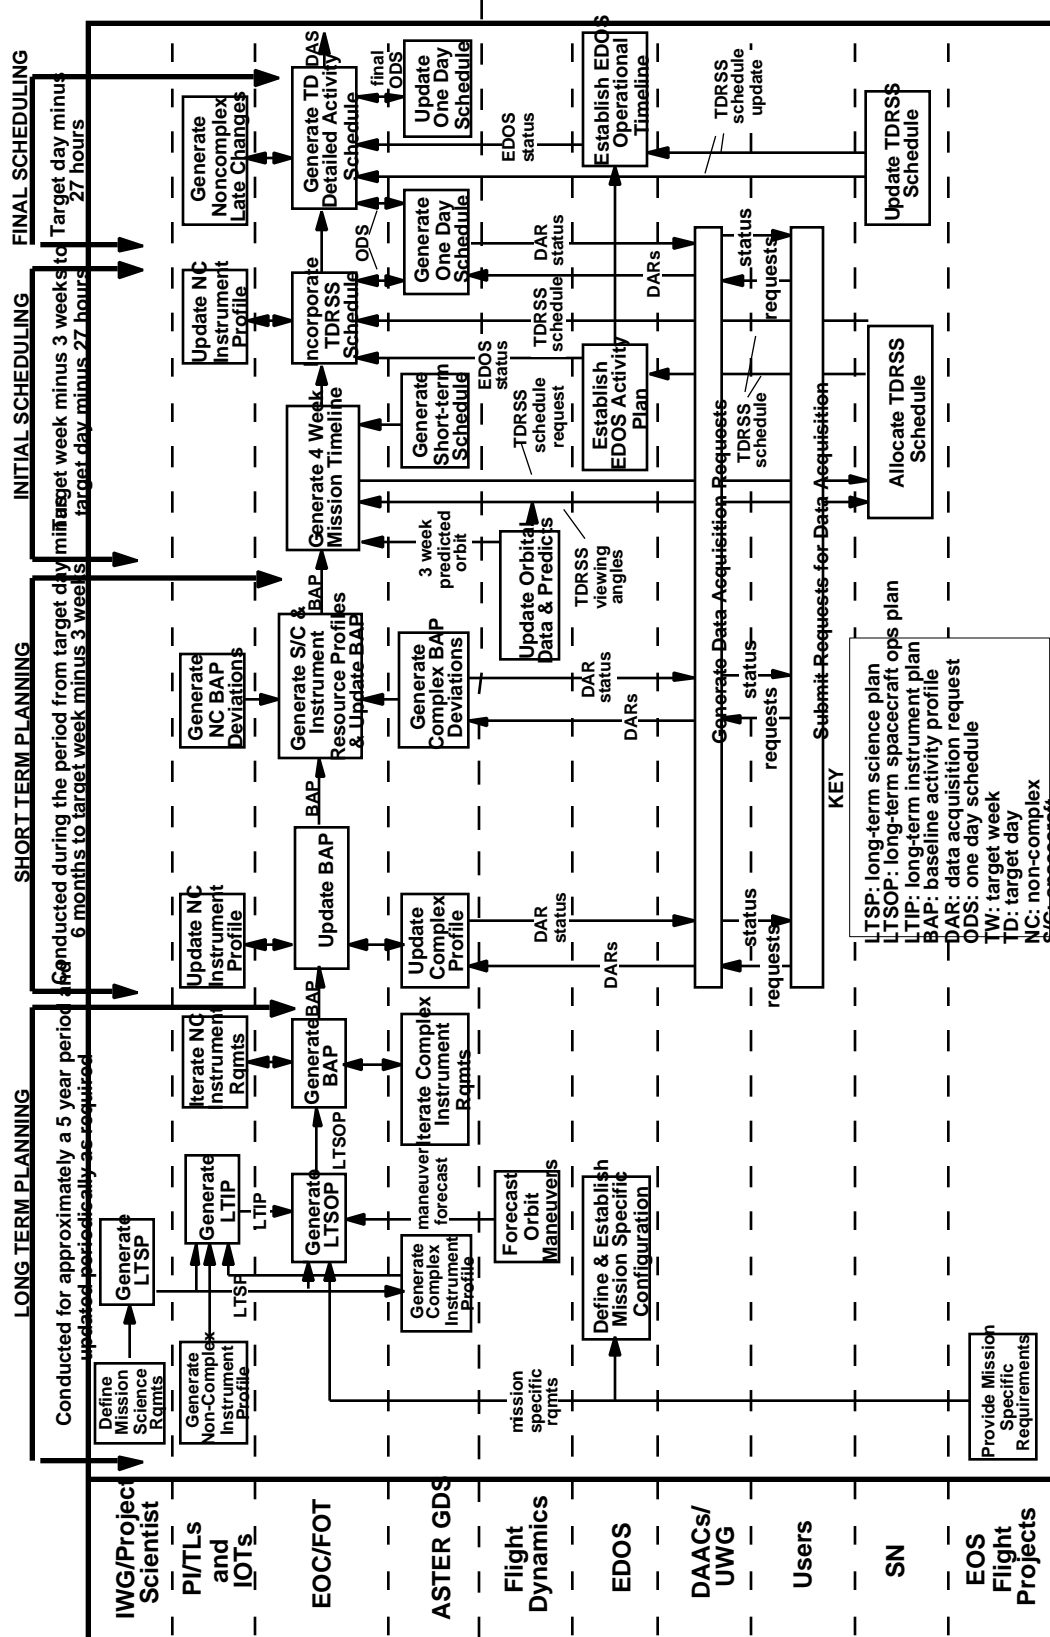 LONG TERM PLANNING
Conducted for approximately a 5 year period and
updated periodically as required
SHORT TERM PLANNING
Conducted during the period from target day minus
6 months to target week minus 3 weeks
INITIAL SCHEDULING
Target week minus 3 weeks to
target day minus 27 hours
FINAL SCHEDULING
Target day minus
27 hours
IWG/Project
Scientist
Define
Mission
Science
Rqmts
Generate
LTSP
PI/TLs
and
IOTs
Generate
Non-Complex
Instrument
Profile
Generate
LTIP
Iterate NC
Instrument
Rqmts
Update NC
Instrument
Profile
Generate
NC BAP
Deviations
Update NC
Instrument
Profile
Generate
Noncomplex
Late Changes
LTSP
LTIP
EOC/FOT
Generate
LTSOP
LTSOP
Generate
BAP
BAP
Update BAP
BAP
Generate S/C &
Instrument
Resource Profiles
& Update BAP
BAP
Generate 4 Week
Mission Timeline
Incorporate
TDRSS
Schedule
Generate TD
Detailed Activity
Schedule
DAS
maneuver
forecast
3 week
predicted
orbit
ODS
final
ODS
ASTER GDS
Generate
Complex
Instrument
Profile
Iterate Complex
Instrument
Rqmts
Update
Complex
Profile
Generate
Complex BAP
Deviations
Generate
Short-term
Schedule
Generate
One Day
Schedule
Update
One Day
Schedule
Flight
Dynamics
mission
specific
rqmts
Forecast
Orbit
Maneuvers
DAR
status
Update Orbital
Data & Predicts
TDRSS
schedule
request
EDOS
status
TDRSS
schedule
DAR
status
EDOS
status
EDOS
Define & Establish
Mission Specific
Configuration
DARs
DAR
status
DARs
TDRSS
viewing
angles
Establish
EDOS Activity
Plan
DARs
Establish EDOS
Operational
Timeline
DAACs/
UWG
Generate Data Acquisition Requests
TDRSS
schedule
TDRSS
schedule
update
Users
requests
status
requests
status
requests
status
Submit Requests for Data Acquisition
SN
Allocate TDRSS
Schedule
Update TDRSS
Schedule
EOS
Flight
Projects
Provide Mission
Specific
Requirements
KEY
LTSP: long-term science plan
LTSOP: long-term spacecraft ops plan
LTIP: long-term instrument plan
BAP: baseline activity profile
DAR: data acquisition request
ODS: one day schedule
TW: target week
TD: target day
NC: non-complex